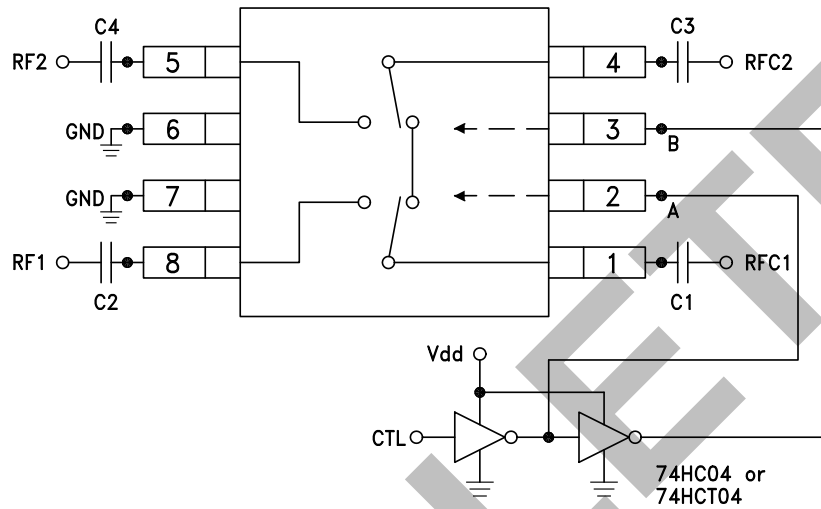 C4
C3
RF2
5
4
RFC2
GND
6
3
B
GND
7
2
A
RF1
8
1
RFC1
C2
C1
Vdd
CTL
74HC04 or
74HCT04